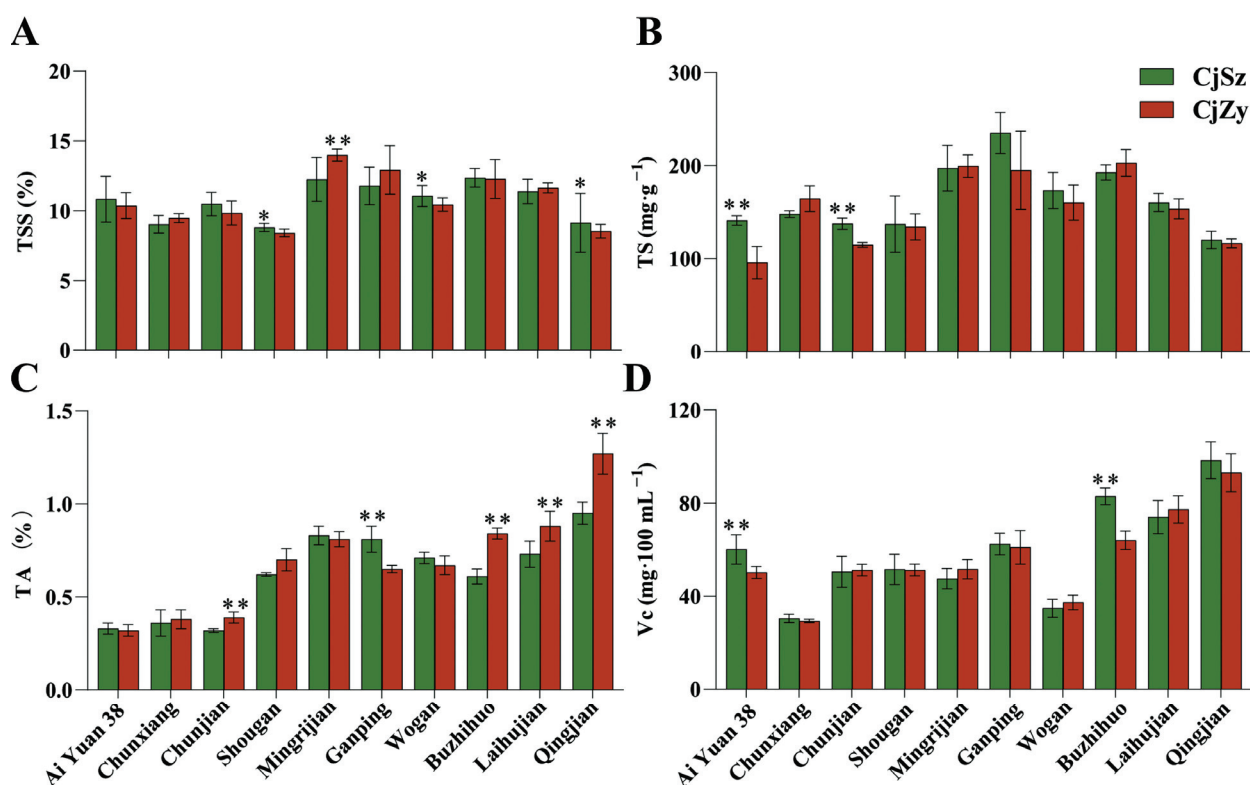 A
TSS (%)
20
15
10
5
0
*
**
*
*
B
TS (mg·g⁻¹)
300
200
100
0
**
**
CjSz
CjZy
C
TA (%)
1.5
1.0
0.5
0.0
**
**
**
**
**
Ai Yuan 38
Chunxiang
Chunjian
Shougan
Mingrijian
Ganping
Wogan
Buzhihuo
Laihujian
Qingjian
D
Vc (mg·100 mL⁻¹)
120
80
40
0
**
**
Ai Yuan 38
Chunxiang
Chunjian
Shougan
Mingrijian
Ganping
Wogan
Buzhihuo
Laihujian
Qingjian